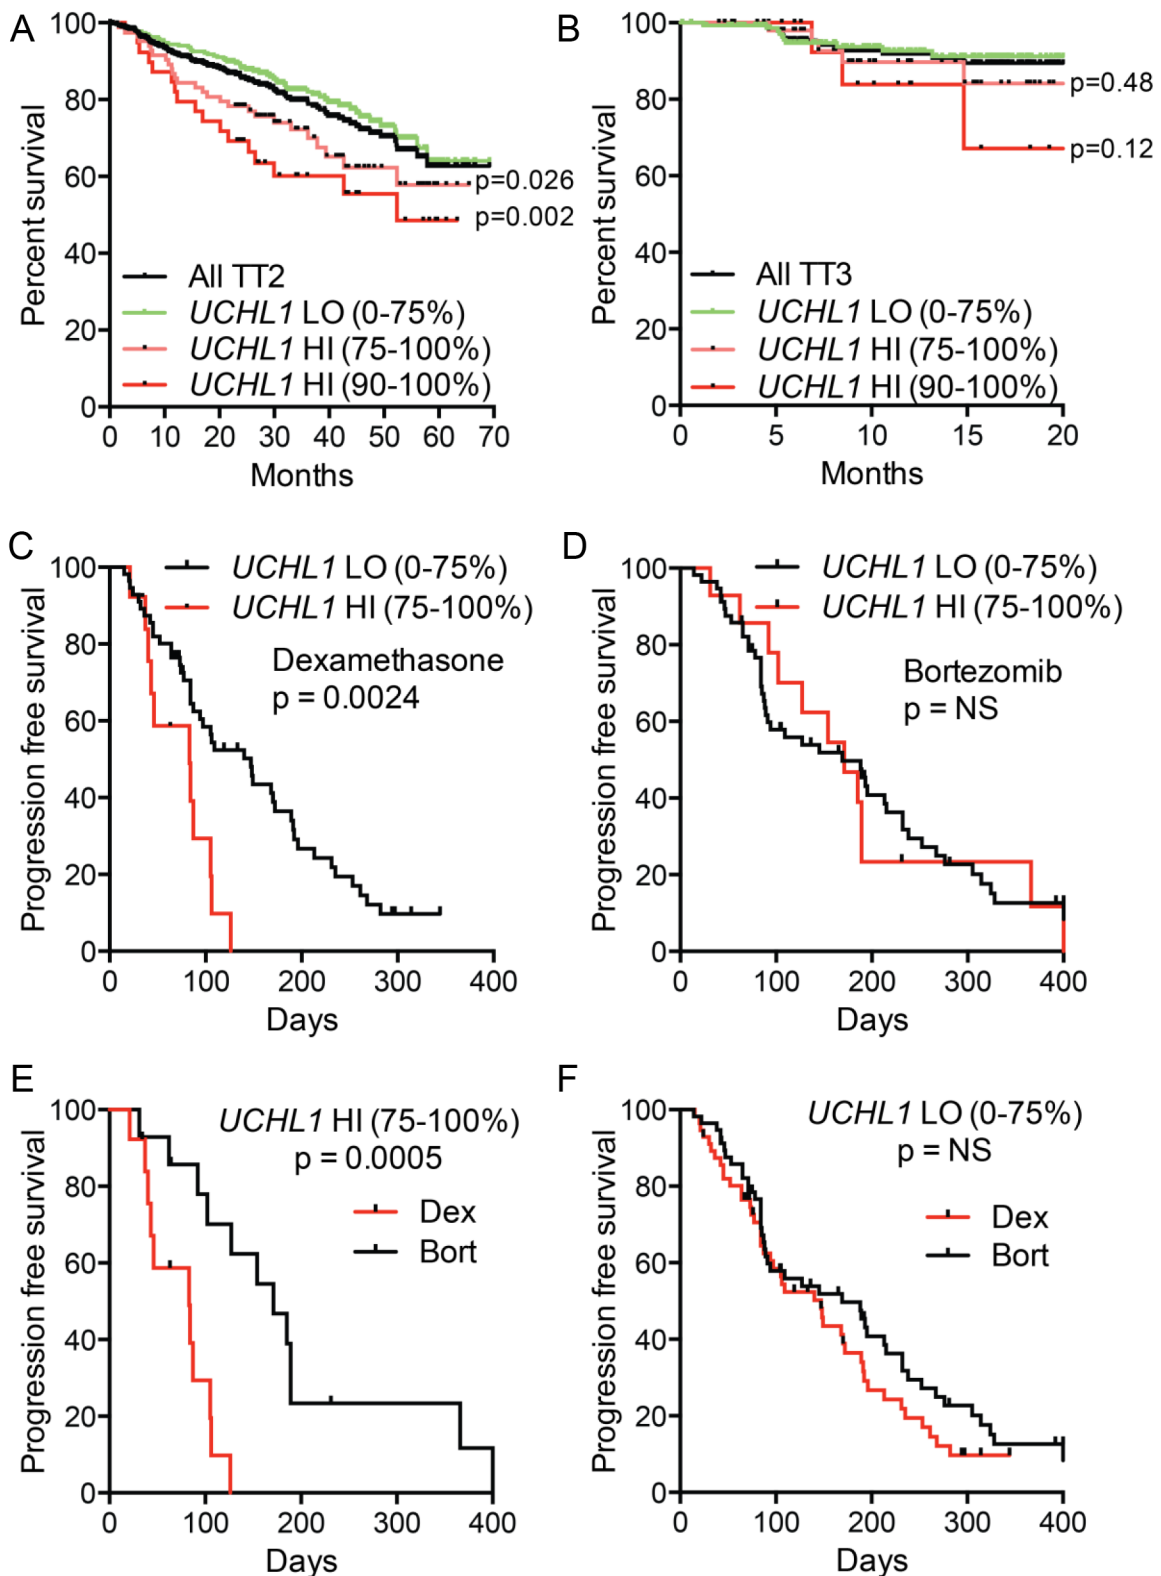 A
Percent survival
100
80
60
40
20
0
p=0.026
p=0.002
All TT2
UCHL1 LO (0-75%)
UCHL1 HI (75-100%)
UCHL1 HI (90-100%)
0 10 20 30 40 50 60 70
Months
B
Percent survival
100
80
60
40
20
0
p=0.48
p=0.12
All TT3
UCHL1 LO (0-75%)
UCHL1 HI (75-100%)
UCHL1 HI (90-100%)
0 5 10 15 20
Months
C
Progression free survival
100
80
60
40
20
0
UCHL1 LO (0-75%)
UCHL1 HI (75-100%)
Dexamethasone
p = 0.0024
0 100 200 300 400
Days
D
Progression free survival
100
80
60
40
20
0
UCHL1 LO (0-75%)
UCHL1 HI (75-100%)
Bortezomib
p = NS
0 100 200 300 400
Days
E
Progression free survival
100
80
60
40
20
0
UCHL1 HI (75-100%)
p = 0.0005
Dex
Bort
0 100 200 300 400
Days
F
Progression free survival
100
80
60
40
20
0
UCHL1 LO (0-75%)
p = NS
Dex
Bort
0 100 200 300 400
Days